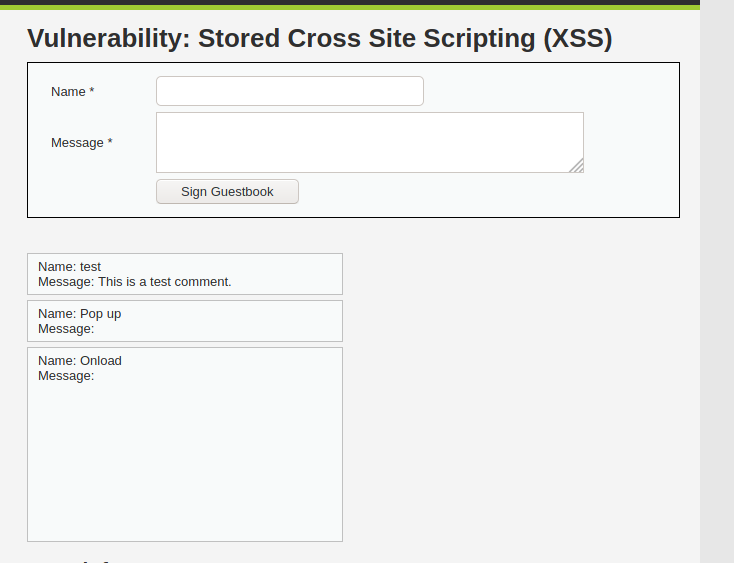 Vulnerability: Stored Cross Site Scripting (XSS)
Name *
Message *
Sign Guestbook
Name: test
Message: This is a test comment.
Name: Pop up
Message:
Name: Onload
Message: